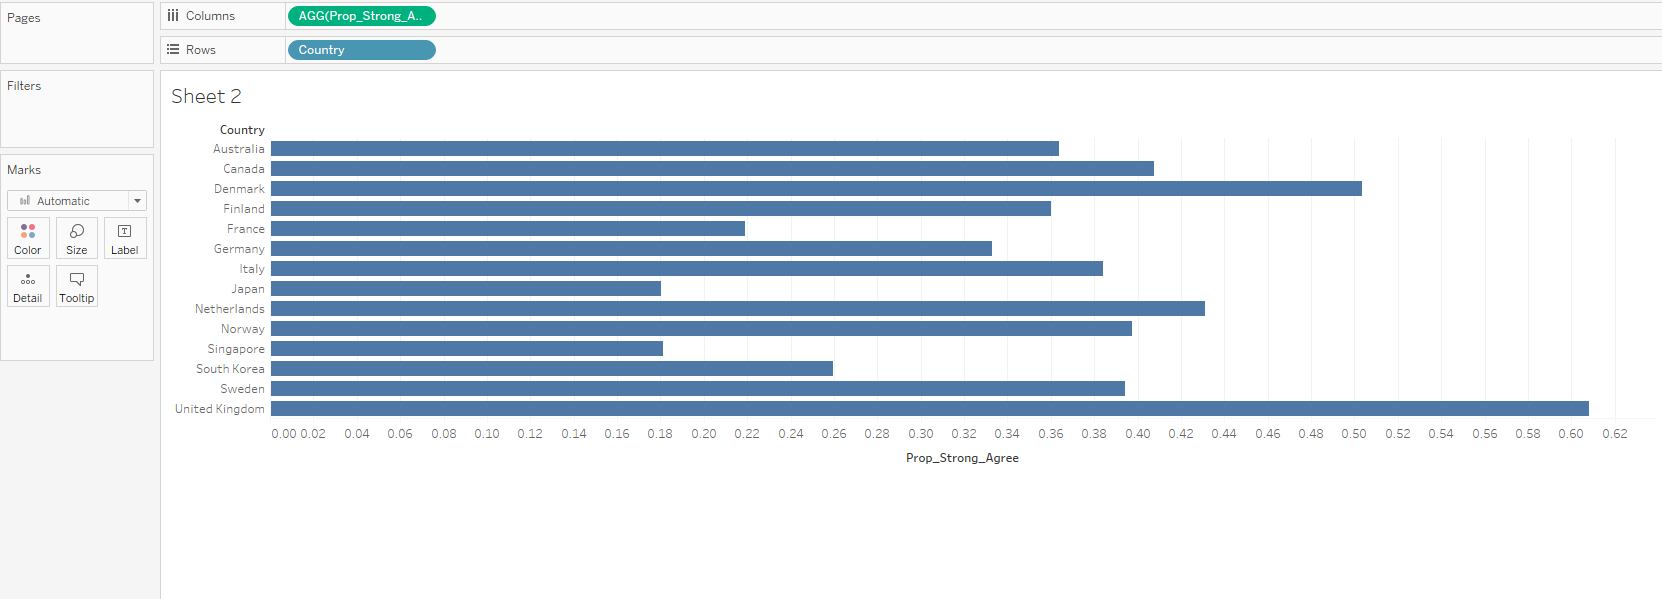 Pages
Columns AGG(Prop_Strong_A..
Rows Country
Filters
Marks
Automatic
Color Size Label
Detail Tooltip
Sheet 2
Country
Australia
Canada
Denmark
Finland
France
Germany
Italy
Japan
Netherlands
Norway
Singapore
South Korea
Sweden
United Kingdom
0.00 0.02 0.04 0.06 0.08 0.10 0.12 0.14 0.16 0.18 0.20 0.22 0.24 0.26 0.28 0.30 0.32 0.34 0.36 0.38 0.40 0.42 0.44 0.46 0.48 0.50 0.52 0.54 0.56 0.58 0.60 0.62
Prop_Strong_Agree